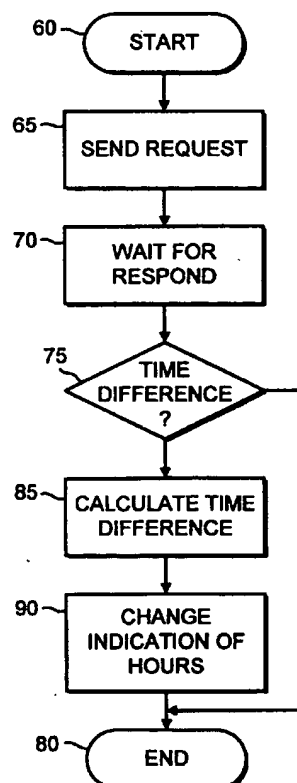 60
START
65
SEND REQUEST
70
WAIT FOR
RESPOND
75
TIME
DIFFERENCE
?
85
CALCULATE TIME
DIFFERENCE
90
CHANGE
INDICATION OF
HOURS
80
END